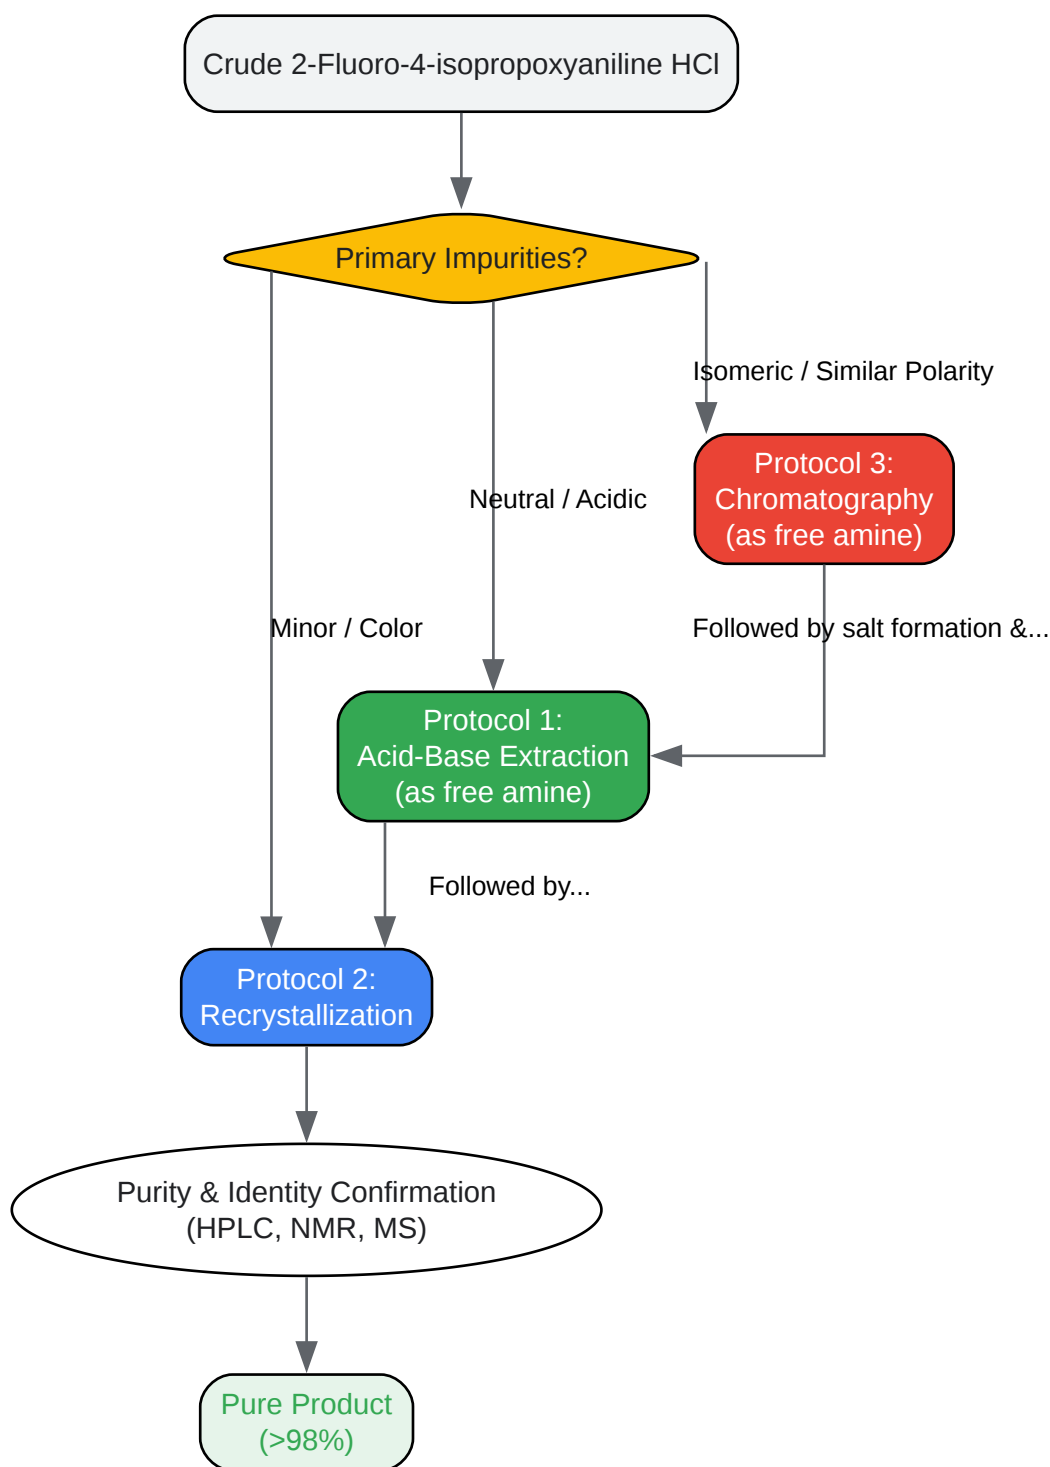 Crude 2-Fluoro-4-isopropoxyaniline HCl
Primary Impurities?
Isomeric / Similar Polarity
Protocol 3:
Chromatography
(as free amine)
Neutral / Acidic
Minor / Color
Followed by salt formation &...
Protocol 1:
Acid-Base Extraction
(as free amine)
Followed by...
Protocol 2:
Recrystallization
Purity & Identity Confirmation
(HPLC, NMR, MS)
Pure Product
(>98%)